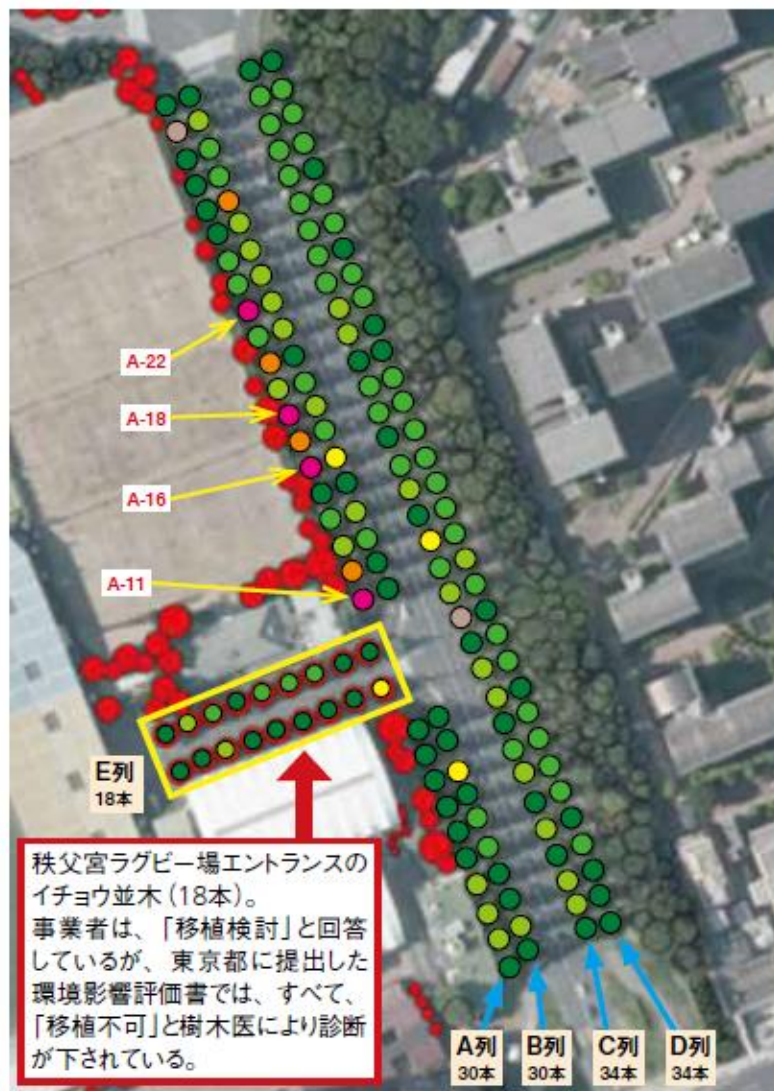 A-22
A-18
A-16
A-11
E列
18本
秩父宮ラグビー場エントランスの
イチョウ並木（18本）。
事業者は、「移植検討」と回答
しているが、東京都に提出した
環境影響評価書では、すべて、
「移植不可」と樹木医により診断
が下されている。
A列
30本
B列
30本
C列
34本
D列
34本